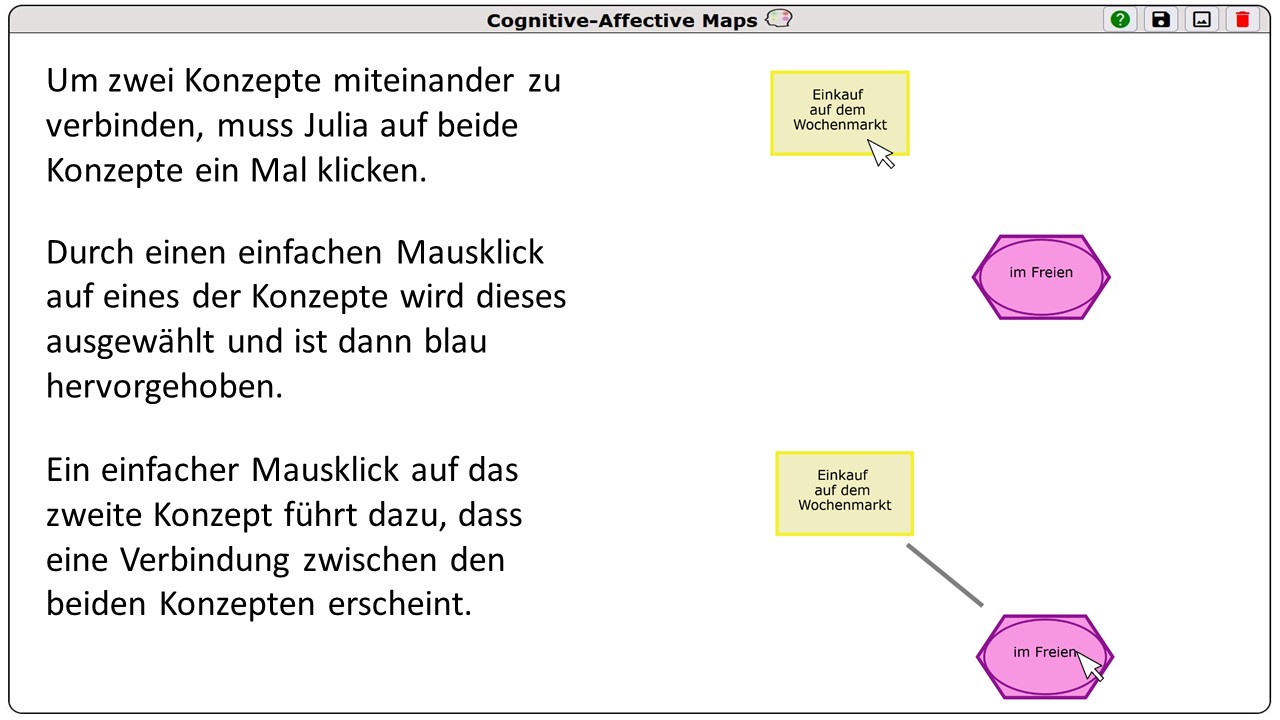 Cognitive-Affective Maps
Um zwei Konzepte miteinander zu
verbinden, muss Julia auf beide
Konzepte ein Mal klicken.
Durch einen einfachen Mausklick
auf eines der Konzepte wird dieses
ausgewählt und ist dann blau
hervorgehoben.
Ein einfacher Mausklick auf das
zweite Konzept führt dazu, dass
eine Verbindung zwischen den
beiden Konzepten erscheint.
Einkauf
auf dem
Wochenmarkt
im Freien
Einkauf
auf dem
Wochenmarkt
im Freien